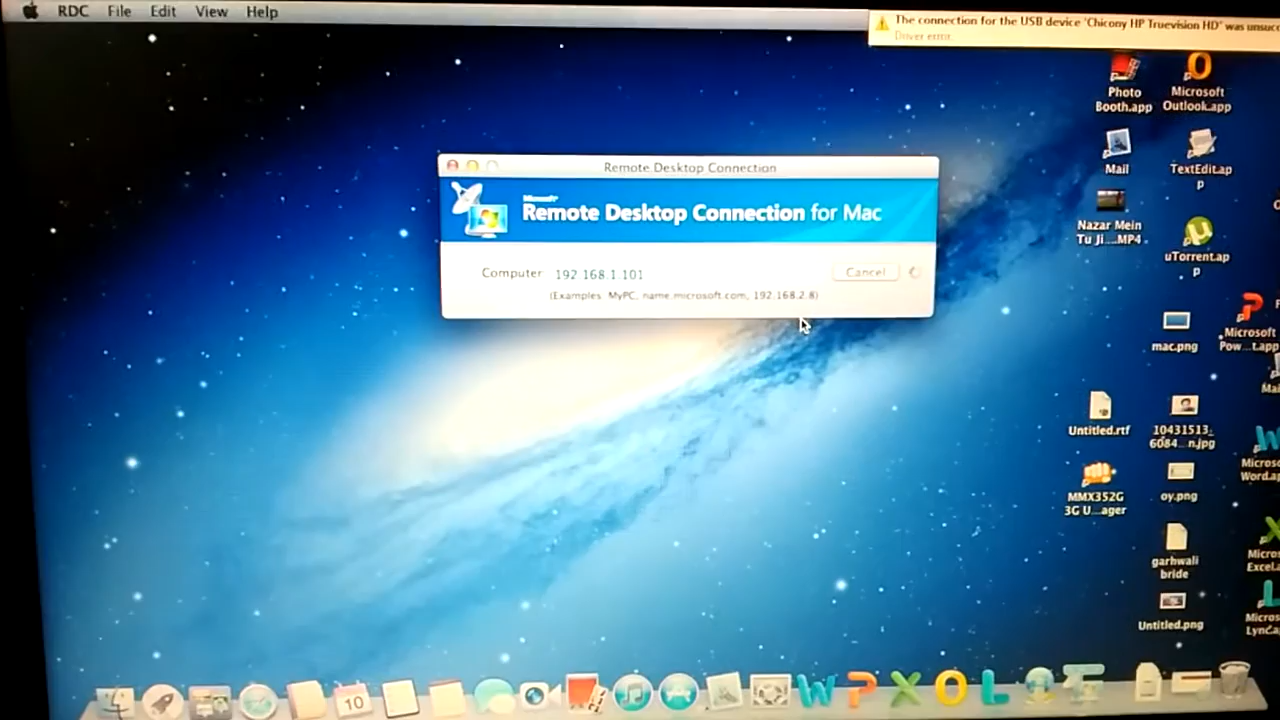 RDC File Edit View Help
The connection for the USB device 'Chicony HP Truevision HD' was
Driver error.
Remote Desktop Connection
Microsoft
Remote Desktop Connection for Mac
Computer: 192.168.1.101
Cancel
(Examples: MyPC, name.microsoft.com, 192.168.2.8)
Photo
Booth.app
Microsoft
Outlook.app
Mail
TextEdit.ap
p
Nazar Mein
Tu Ji....MP4
uTorrent.ap
p
mac.png
Microsoft
Pow...t.app
Untitled.rtf
10431513_
6084...n.jpg
MMX352G
3G U...ager
oy.png
garhwali
bride
Untitled.png
10